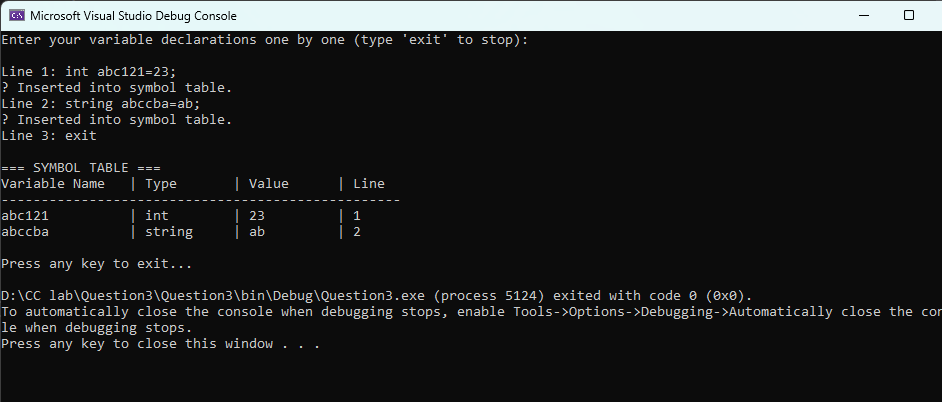 C:\ Microsoft Visual Studio Debug Console
Enter your variable declarations one by one (type 'exit' to stop):
Line 1: int abc121=23;
? Inserted into symbol table.
Line 2: string abccba=ab;
? Inserted into symbol table.
Line 3: exit
=== SYMBOL TABLE ===
Variable Name   | Type       | Value      | Line
--------------------------------------------------
abc121          | int        | 23         | 1
abccba          | string     | ab         | 2
Press any key to exit...
D:\CC lab\Question3\Question3\bin\Debug\Question3.exe (process 5124) exited with code 0 (0x0).
To automatically close the console when debugging stops, enable Tools->Options->Debugging->Automatically close the con
le when debugging stops.
Press any key to close this window . . .